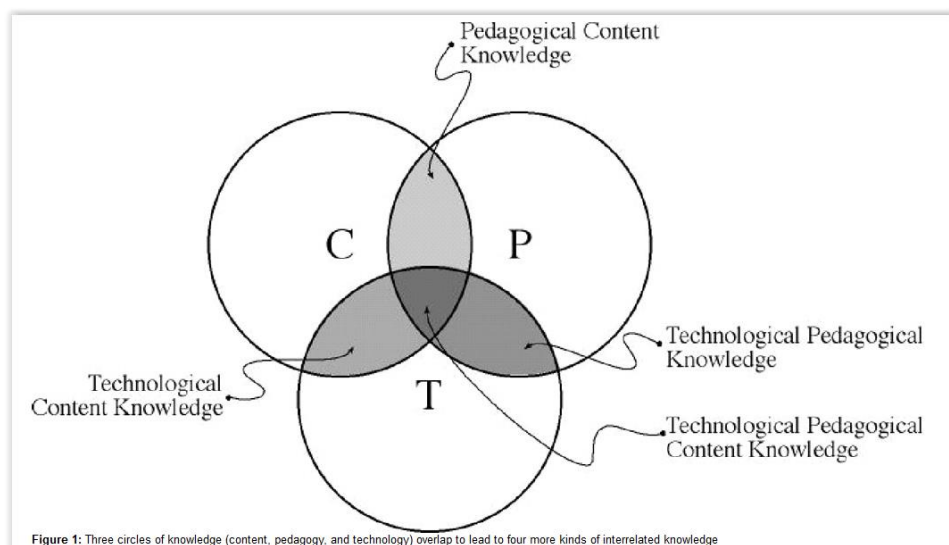 Pedagogical Content
Knowledge
C
P
Technological Pedagogical
Knowledge
Technological
Content Knowledge
T
Technological Pedagogical
Content Knowledge
Figure 1: Three circles of knowledge (content, pedagogy, and technology) overlap to lead to four more kinds of interrelated knowledge